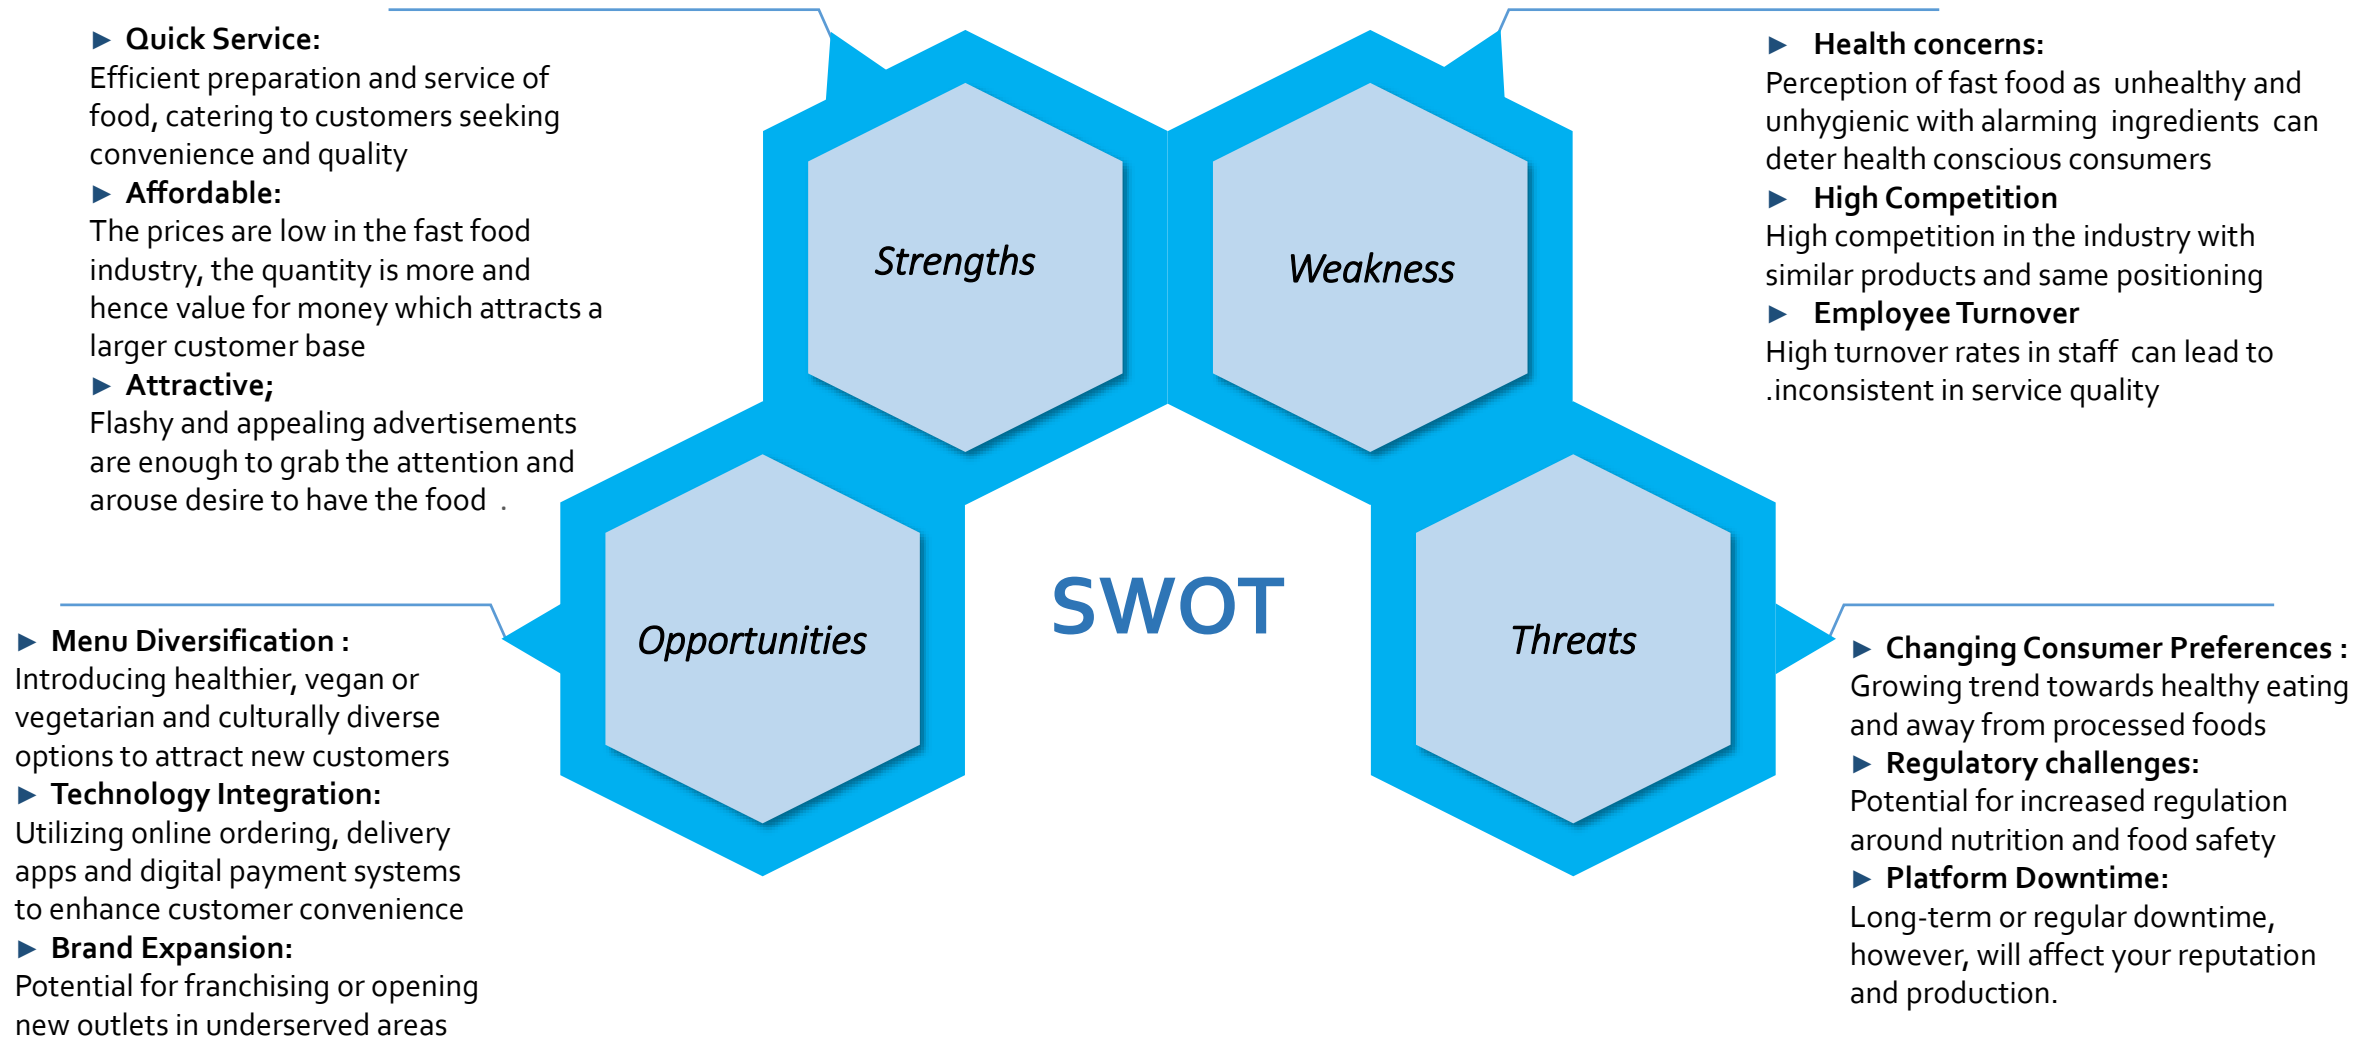 ► Quick Service:
Efficient preparation and service of
food, catering to customers seeking
convenience and quality
► Affordable:
The prices are low in the fast food
industry, the quantity is more and
hence value for money which attracts a
larger customer base
► Attractive;
Flashy and appealing advertisements
are enough to grab the attention and
arouse desire to have the food .
Strengths
Weakness
► Health concerns:
Perception of fast food as unhealthy and
unhygienic with alarming ingredients can
deter health conscious consumers
► High Competition
High competition in the industry with
similar products and same positioning
► Employee Turnover
High turnover rates in staff can lead to
.inconsistent in service quality
► Menu Diversification :
Introducing healthier, vegan or
vegetarian and culturally diverse
options to attract new customers
► Technology Integration:
Utilizing online ordering, delivery
apps and digital payment systems
to enhance customer convenience
► Brand Expansion:
Potential for franchising or opening
new outlets in underserved areas
Opportunities
SWOT
Threats
► Changing Consumer Preferences :
Growing trend towards healthy eating
and away from processed foods
► Regulatory challenges:
Potential for increased regulation
around nutrition and food safety
► Platform Downtime:
Long-term or regular downtime,
however, will affect your reputation
and production.